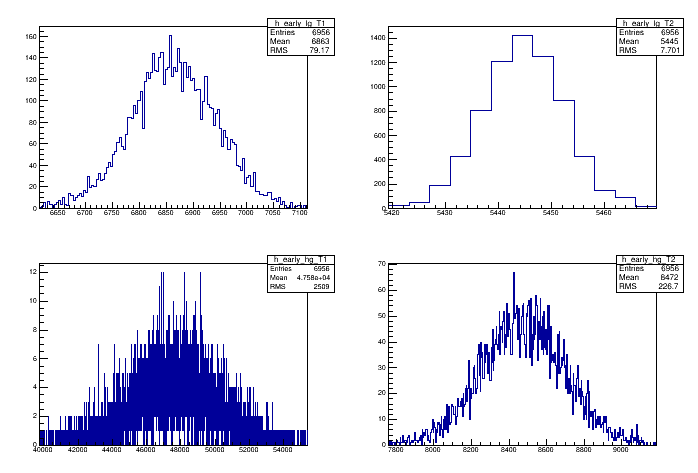 h_early_lg_T1
Entries 6956
Mean 6863
RMS 79.17
160
140
120
100
80
60
40
20
0
6650 6700 6750 6800 6850 6900 6950 7000 7050 7100
h_early_lg_T2
Entries 6956
Mean 5445
RMS 7.701
1400
1200
1000
800
600
400
200
5420 5430 5440 5450 5460
h_early_hg_T1
Entries 6956
Mean 4.758e+04
RMS 2509
12
10
8
6
4
2
0
40000 42000 44000 46000 48000 50000 52000 54000
h_early_hg_T2
Entries 6956
Mean 8472
RMS 226.7
70
60
50
40
30
20
10
0
7800 8000 8200 8400 8600 8800 9000